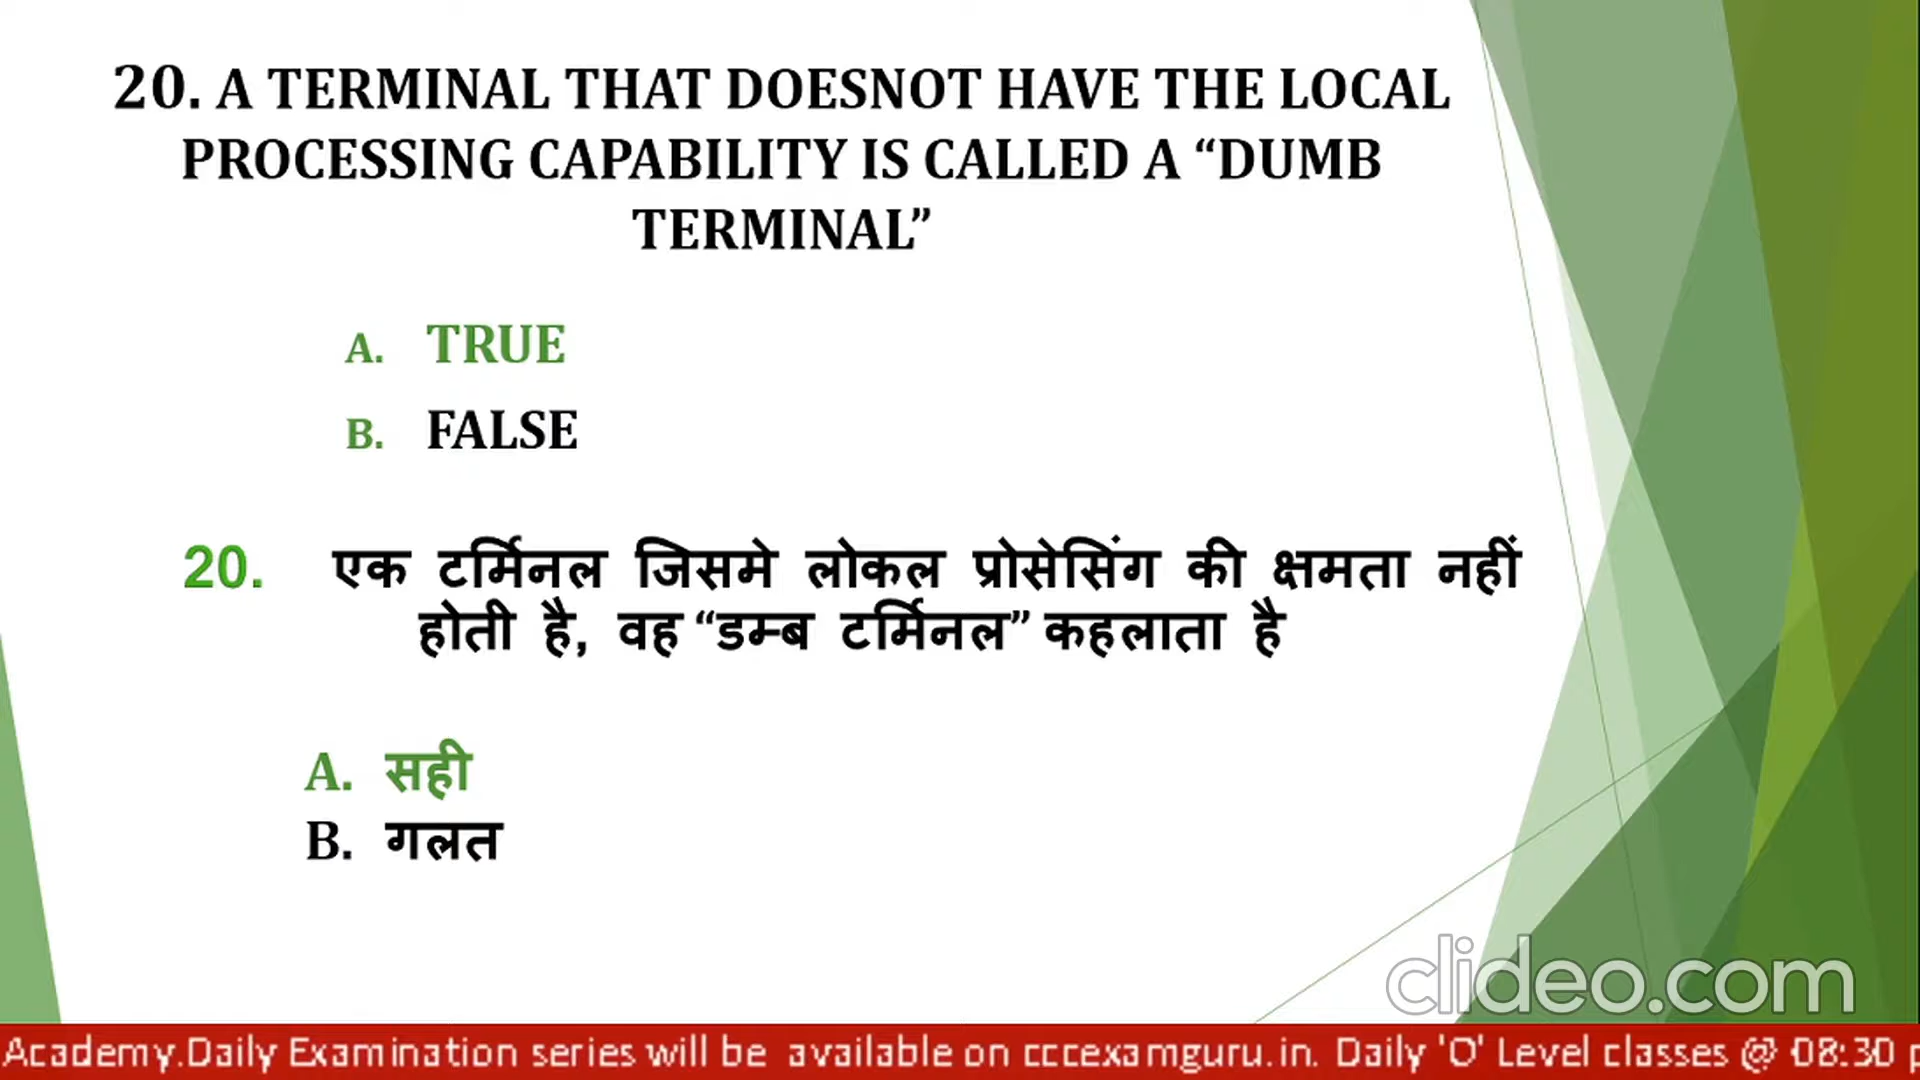 20. A TERMINAL THAT DOESNOT HAVE THE LOCAL
PROCESSING CAPABILITY IS CALLED A “DUMB
TERMINAL”
A. TRUE
B. FALSE
20. एक टर्मिनल जिसमे लोकल प्रोसेसिंग की क्षमता नहीं
होती है, वह “डम्ब टर्मिनल” कहलाता है
A. सही
B. गलत
clideo.com
Academy.Daily Examination series will be available on cccexamguru.in. Daily 'O' Level classes @ 08:30 p